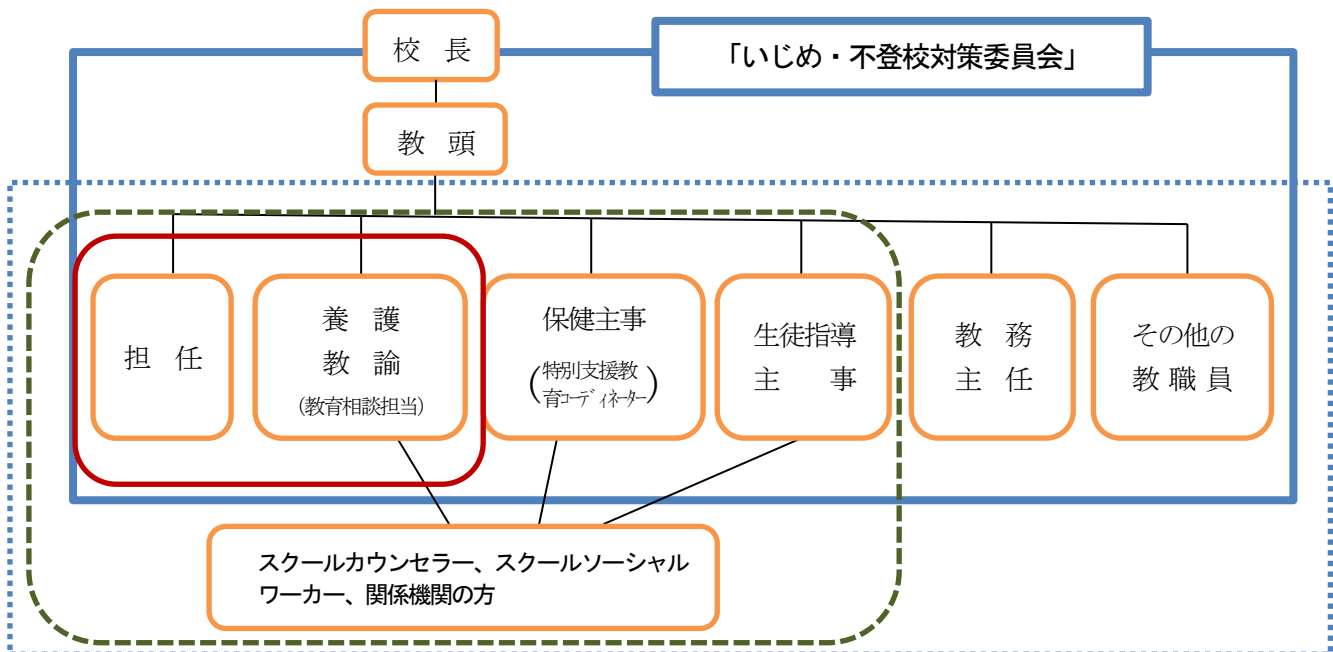 校　長
「いじめ・不登校対策委員会」
教　頭
担　任
養　護
教　諭
（教育相談担当）
保健主事
（特別支援教
育コーディネーター）
生徒指導
主　　事
教　務
主　任
その他の
教 職 員
スクールカウンセラー、スクールソーシャル
ワーカー、関係機関の方